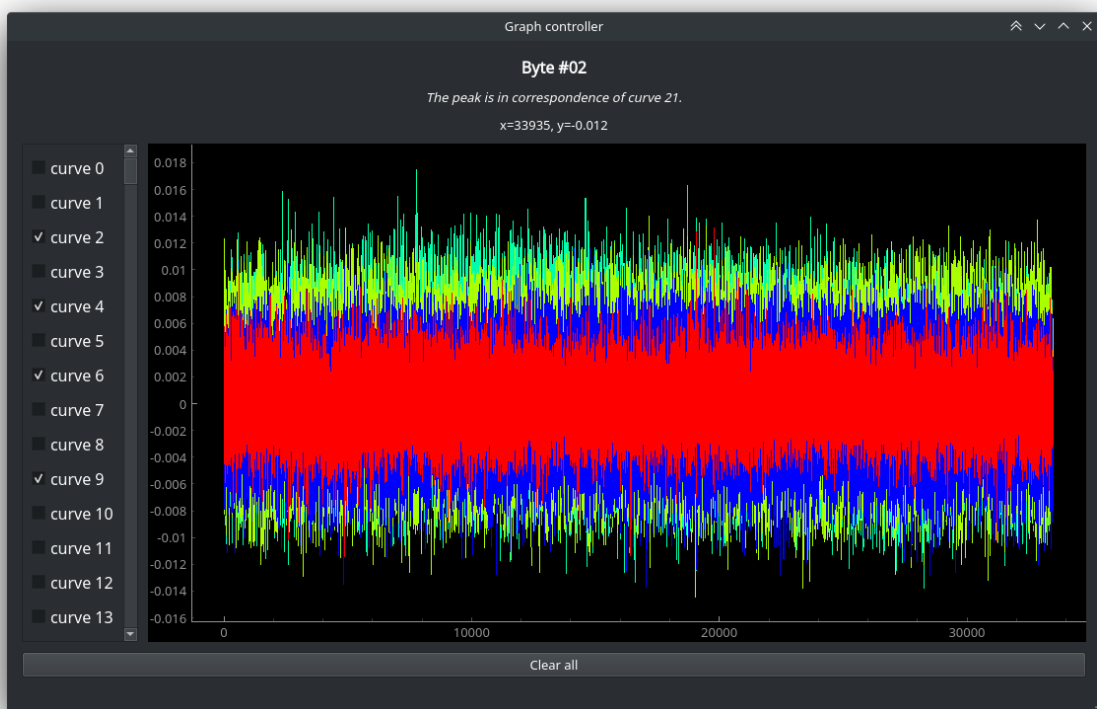 Graph controller
Byte #02
The peak is in correspondence of curve 21.
x=33935, y=-0.012
curve 0
curve 1
curve 2
curve 3
curve 4
curve 5
curve 6
curve 7
curve 8
curve 9
curve 10
curve 11
curve 12
curve 13
0.018
0.016
0.014
0.012
0.01
0.008
0.006
0.004
0.002
0
-0.002
-0.004
-0.006
-0.008
-0.01
-0.012
-0.014
-0.016
0 10000 20000 30000
Clear all